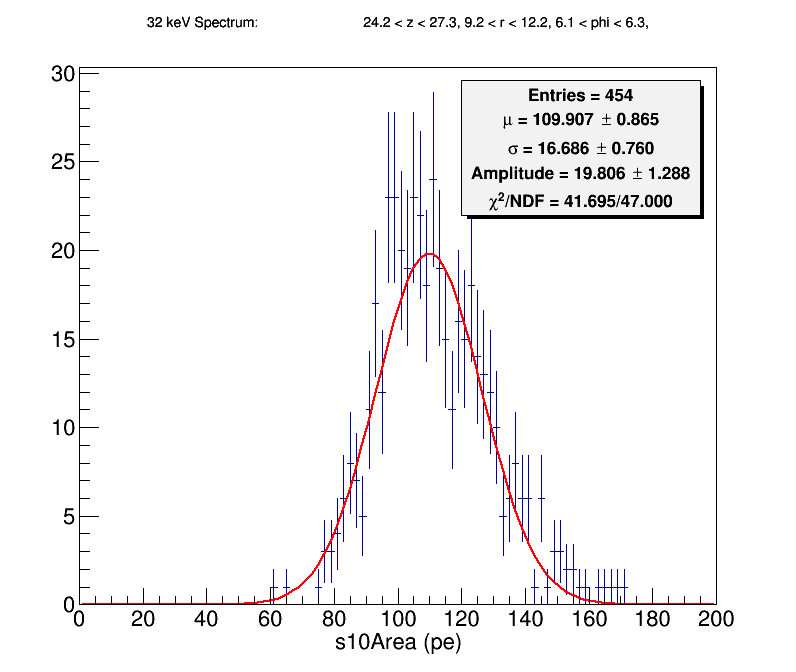 32 keV Spectrum: 24.2 < z < 27.3, 9.2 < r < 12.2, 6.1 < phi < 6.3,
Entries = 454
μ = 109.907 ± 0.865
σ = 16.686 ± 0.760
Amplitude = 19.806 ± 1.288
χ²/NDF = 41.695/47.000
30
25
20
15
10
5
0
0 20 40 60 80 100 120 140 160 180 200
s10Area (pe)